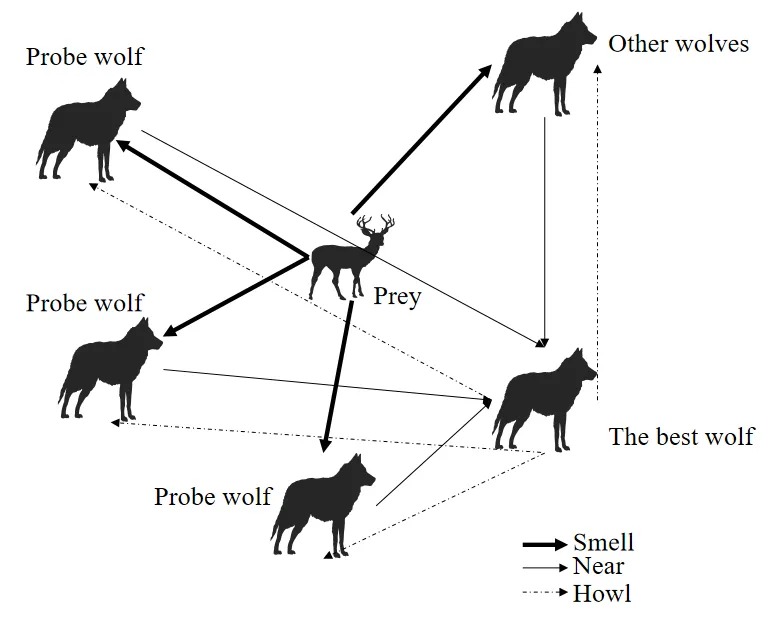 Other wolves
Probe wolf
Prey
Probe wolf
The best wolf
Probe wolf
Smell
Near
Howl